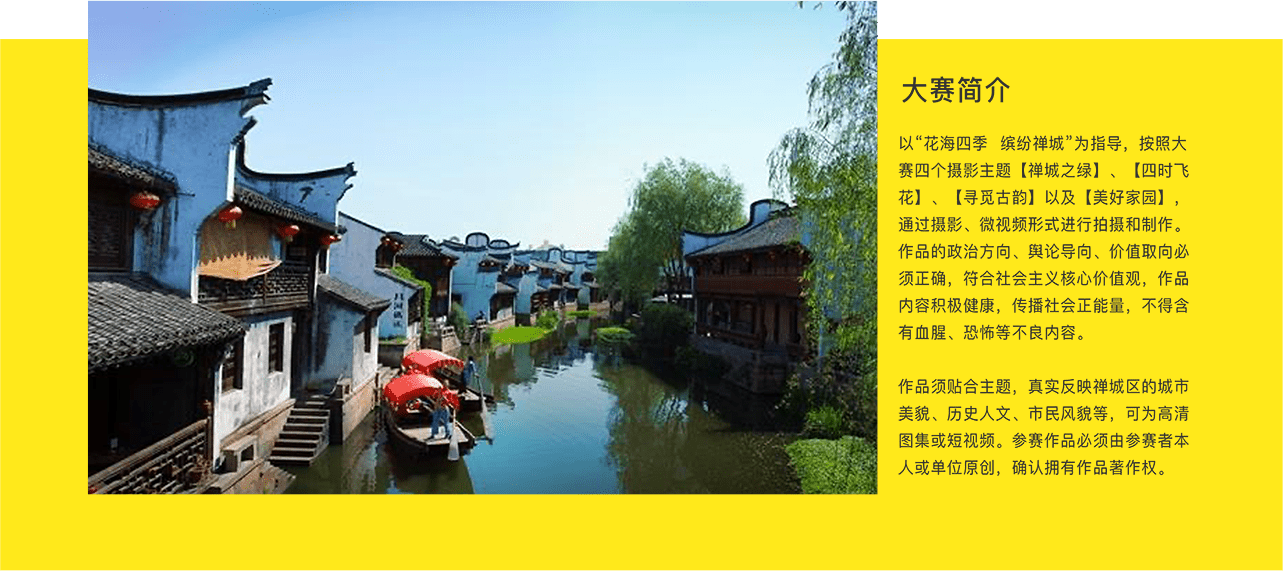 大赛简介
以“花海四季 缤纷禅城”为指导，按照大
赛四个摄影主题【禅城之绿】、【四时飞
花】、【寻觅古韵】以及【美好家园】，
通过摄影、微视频形式进行拍摄和制作。
作品的政治方向、舆论导向、价值取向必
须正确，符合社会主义核心价值观，作品
内容积极健康，传播社会正能量，不得含
有血腥、恐怖等不良内容。
作品须贴合主题，真实反映禅城区的城市
美貌、历史人文、市民风貌等，可为高清
图集或短视频。参赛作品必须由参赛者本
人或单位原创，确认拥有作品著作权。